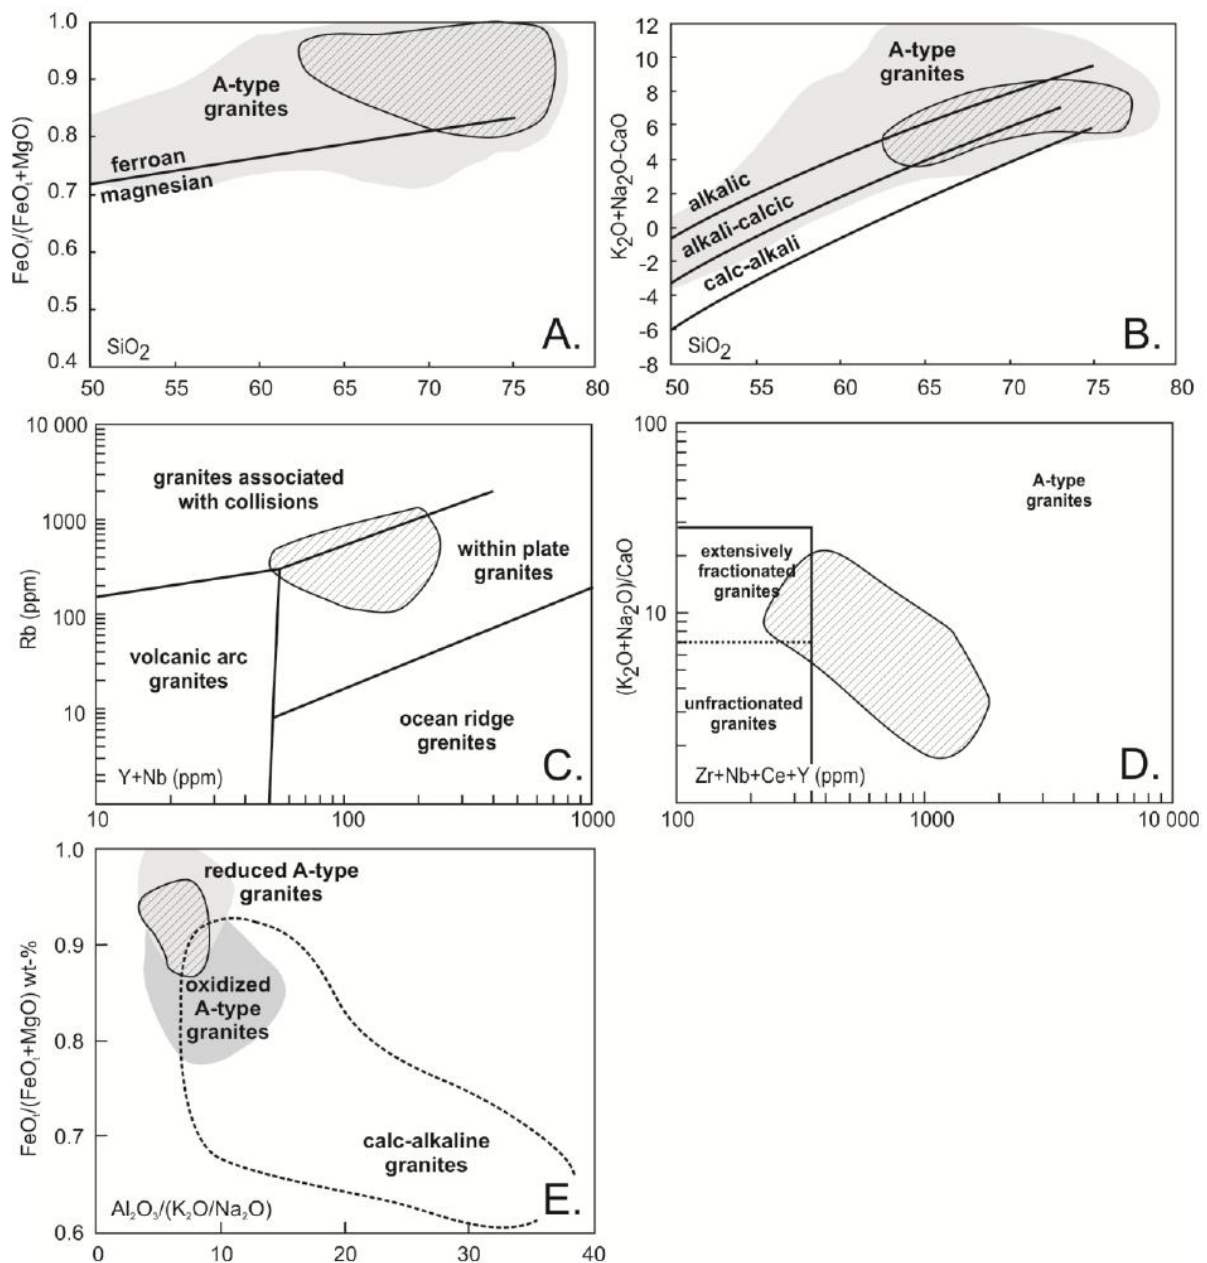 1.0
0.9
0.8
0.7
0.6
0.5
0.4
FeOₜ/(FeOₜ+MgO)
A-type
granites
ferroan
magnesian
SiO₂
A.
50 55 60 65 70 75 80
12
10
8
6
4
2
0
-2
-4
-6
-8
K₂O+Na₂O-CaO
A-type
granites
alkalic
alkali-calcic
calc-alkali
SiO₂
B.
50 55 60 65 70 75 80
10 000
1000
100
10
Rb (ppm)
granites associated
with collisions
within plate
granites
volcanic arc
granites
ocean ridge
grenites
Y+Nb (ppm)
C.
10 100 1000
100
10
(K₂O+Na₂O)/CaO
A-type
granites
extensively
fractionated
granites
unfractionated
granites
Zr+Nb+Ce+Y (ppm)
D.
100 1000 10 000
1.0
0.9
0.8
0.7
0.6
FeOₜ/(FeOₜ+MgO) wt-%
reduced A-type
granites
oxidized
A-type
granites
calc-alkaline
granites
Al₂O₃/(K₂O/Na₂O)
E.
0 10 20 30 40